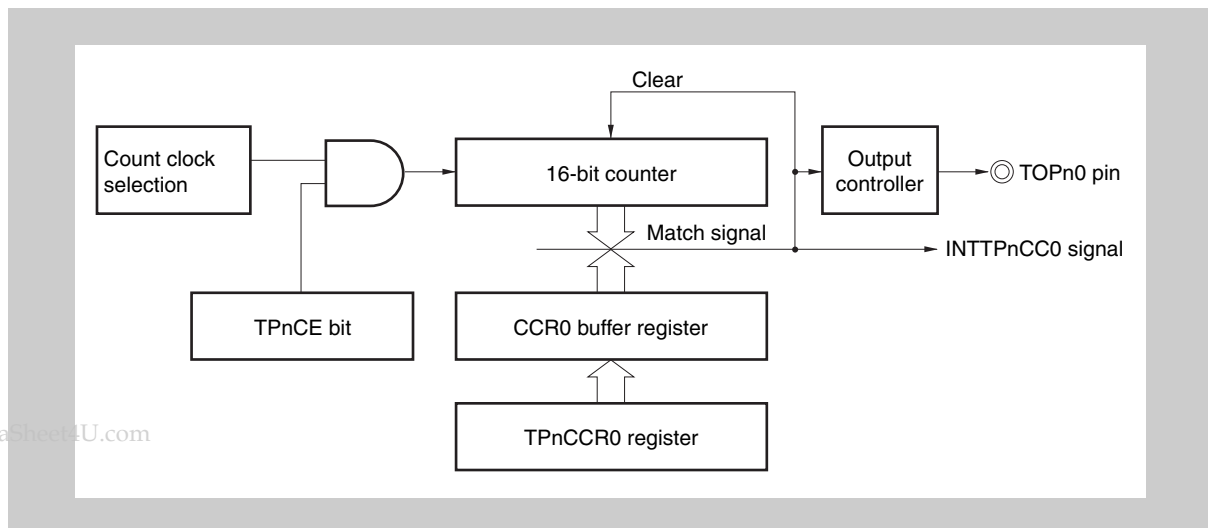 Clear
Count clock
selection
16-bit counter
Output
controller
TOPn0 pin
Match signal
INTTPnCC0 signal
TPnCE bit
CCR0 buffer register
TPnCCR0 register
aSheet4U.com